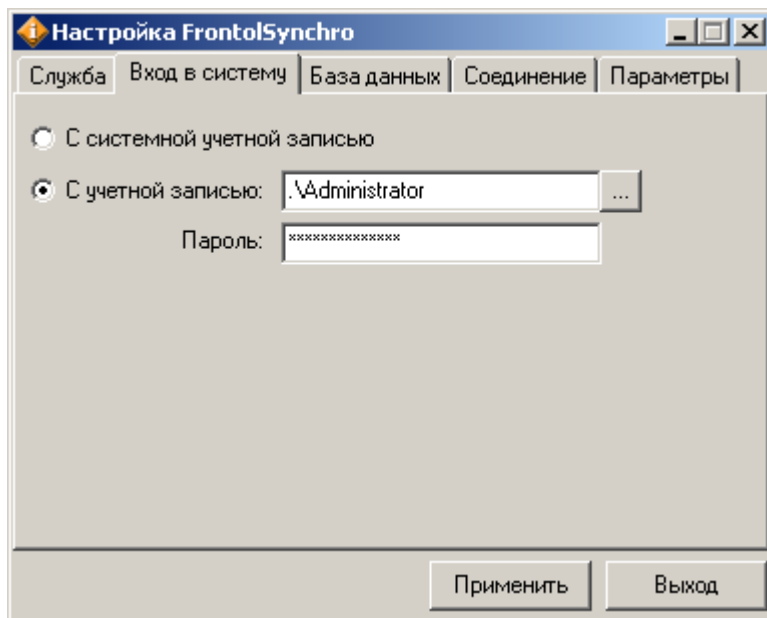 Настройка FrontolSynchro
Служба Вход в систему База данных Соединение Параметры
С системной учетной записью
С учетной записью: .\Administrator ...
Пароль: **************
Применить Выход